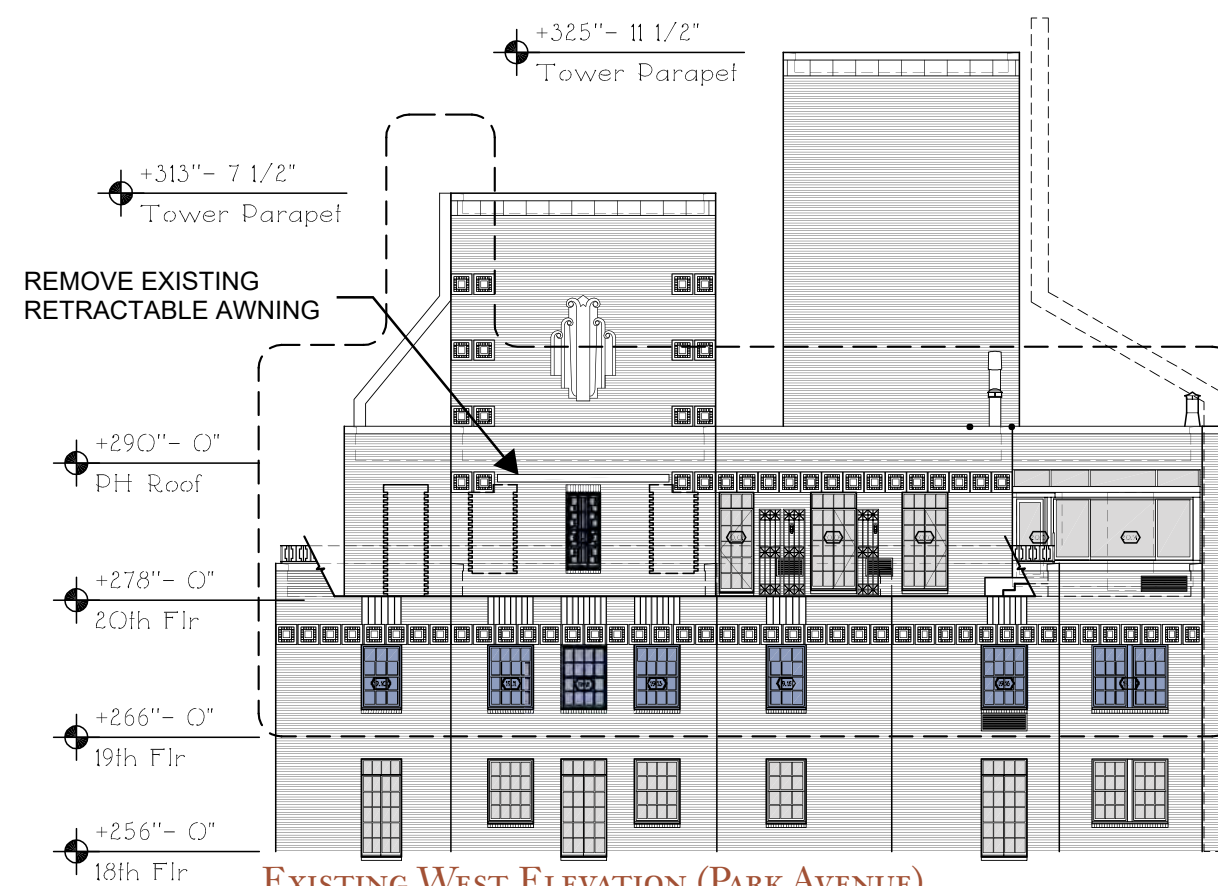 +325"- 11 1/2"
Tower Parapet
+313"- 7 1/2"
Tower Parapet
REMOVE EXISTING
RETRACTABLE AWNING
+290"- 0"
PH Roof
+278"- 0"
20th Flr
+266"- 0"
19th Flr
+256"- 0"
18th Flr
EXISTING WEST ELEVATION (PARK AVENUE)